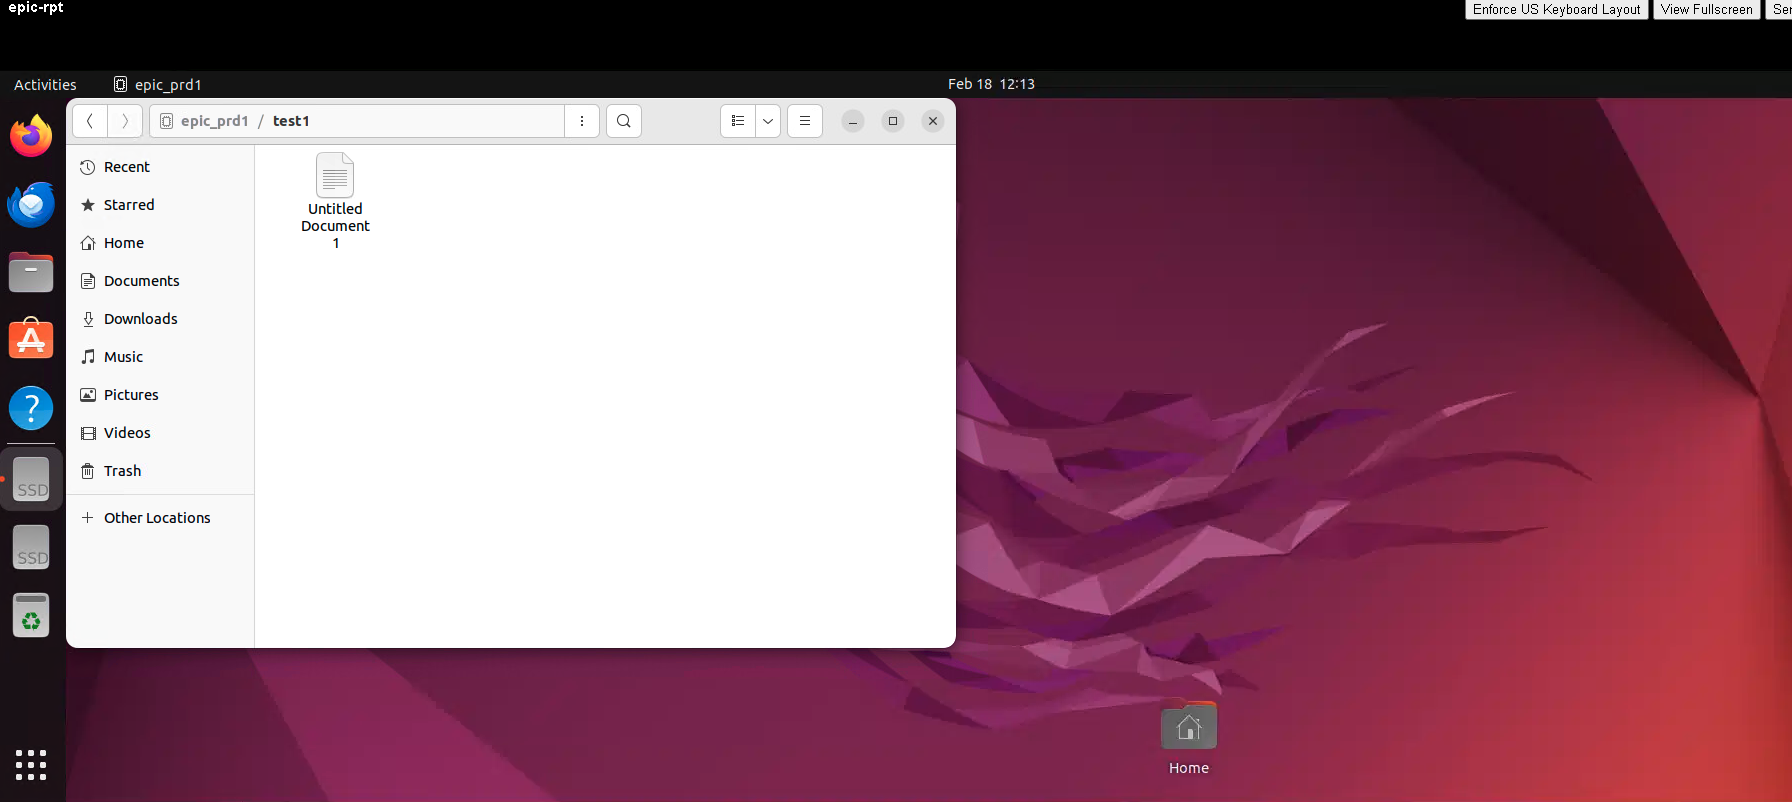 epic-rpt
Enforce US Keyboard Layout
View Fullscreen
Activities
epic_prd1
Feb 18 12:13
epic_prd1 / test1
Recent
Starred
Home
Documents
Downloads
Music
Pictures
Videos
Trash
Other Locations
Untitled
Document
1
SSD
SSD
Home